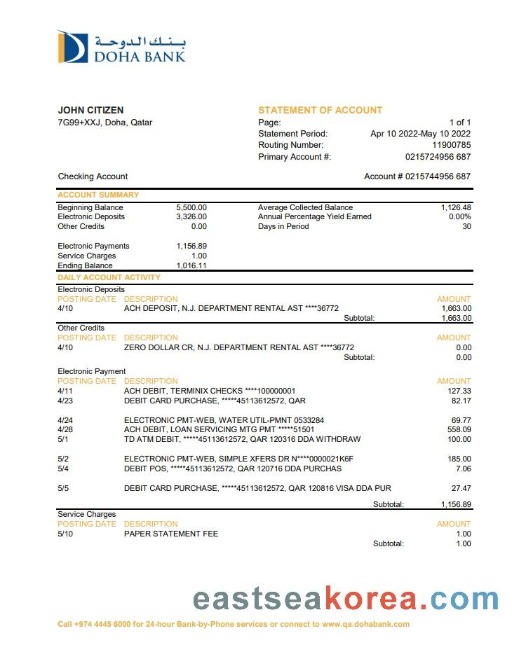 بنك الدوحة
DOHA BANK
JOHN CITIZEN
7G99+XXJ, Doha, Qatar
STATEMENT OF ACCOUNT
Page: 1 of 1
Statement Period: Apr 10 2022-May 10 2022
Routing Number: 11900785
Primary Account #: 0215724956 687
Checking Account Account # 0215744956 687
ACCOUNT SUMMARY
Beginning Balance 5,500.00 Average Collected Balance 1,126.48
Electronic Deposits 3,326.00 Annual Percentage Yield Earned 0.00%
Other Credits 0.00 Days in Period 30
Electronic Payments 1,156.89
Service Charges 1.00
Ending Balance 1,016.11
DAILY ACCOUNT ACTIVITY
Electronic Deposits
POSTING DATE DESCRIPTION AMOUNT
4/10 ACH DEPOSIT, N.J. DEPARTMENT RENTAL AST ****36772 1,663.00
Subtotal: 1,663.00
Other Credits
POSTING DATE DESCRIPTION AMOUNT
4/10 ZERO DOLLAR CR, N.J. DEPARTMENT RENTAL AST ****36772 0.00
Subtotal: 0.00
Electronic Payment
POSTING DATE DESCRIPTION AMOUNT
4/11 ACH DEBIT, TERMINIX CHECKS ****100000001 127.33
4/23 DEBIT CARD PURCHASE, *****45113612572, QAR 82.17
4/24 ELECTRONIC PMT-WEB, WATER UTIL-PMNT 0533284 69.77
4/28 ACH DEBIT, LOAN SERVICING MTG PMT *****51501 558.09
5/1 TD ATM DEBIT, *****45113612572, QAR 120316 DDA WITHDRAW 100.00
5/2 ELECTRONIC PMT-WEB, SIMPLE XFERS DR N****0000021K6F 185.00
5/4 DEBIT POS, *****45113612572, QAR 120716 DDA PURCHAS 7.06
5/5 DEBIT CARD PURCHASE, *****45113612572, QAR 120816 VISA DDA PUR 27.47
Subtotal: 1,156.89
Service Charges
POSTING DATE DESCRIPTION AMOUNT
5/10 PAPER STATEMENT FEE 1.00
Subtotal: 1.00
eastseakorea.com
Call +974 4445 6000 for 24-hour Bank-by-Phone services or connect to www.qa.dohabank.com